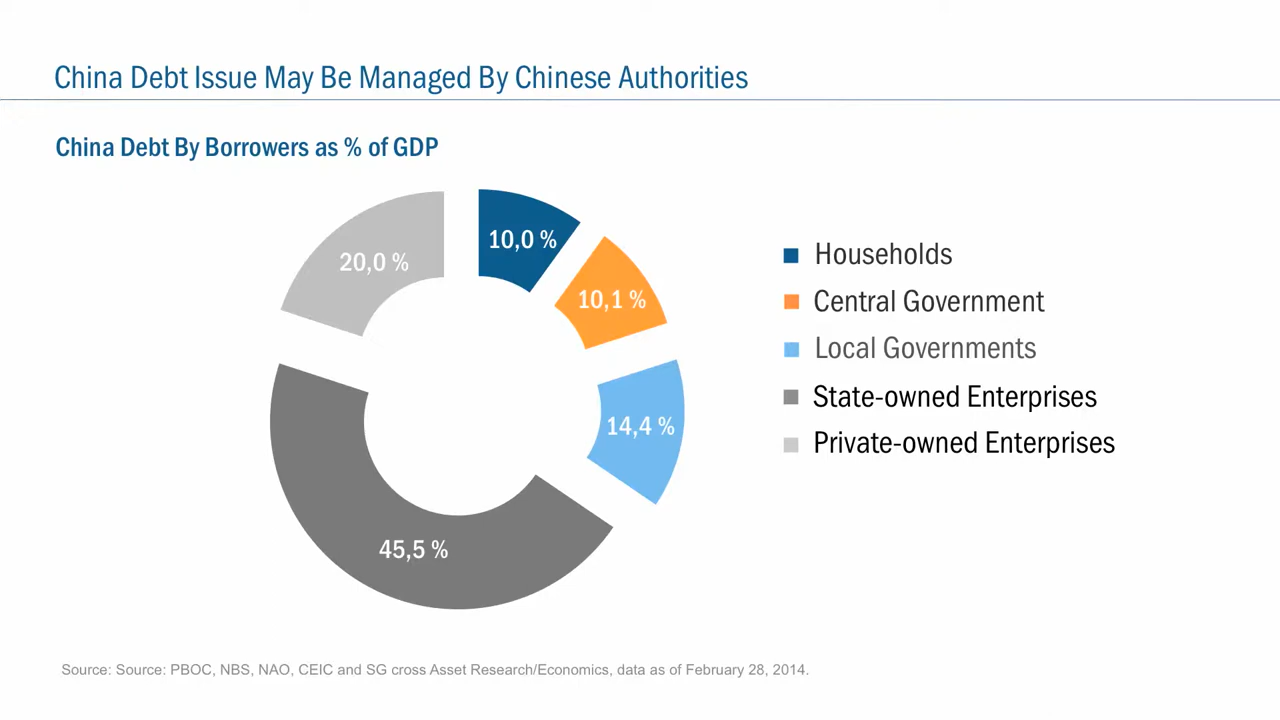 China Debt Issue May Be Managed By Chinese Authorities
China Debt By Borrowers as % of GDP
10,0 %
20,0 %
10,1 %
14,4 %
45,5 %
Households
Central Government
Local Governments
State-owned Enterprises
Private-owned Enterprises
Source: Source: PBOC, NBS, NAO, CEIC and SG cross Asset Research/Economics, data as of February 28, 2014.